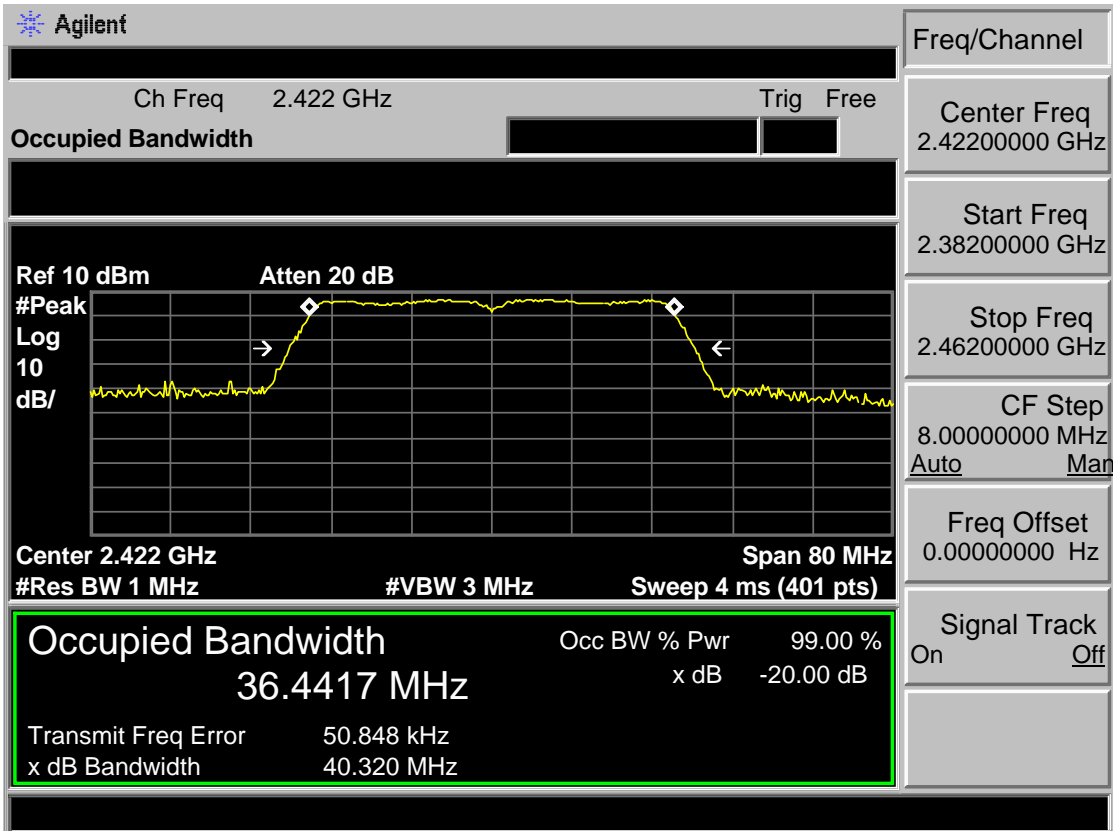 Agilent
Freq/Channel
Ch Freq 2.422 GHz Trig Free
Occupied Bandwidth
Center Freq
2.42200000 GHz
Start Freq
2.38200000 GHz
Ref 10 dBm Atten 20 dB
#Peak
Log
10
dB/
Stop Freq
2.46200000 GHz
CF Step
8.00000000 MHz
Auto Man
Freq Offset
0.00000000 Hz
Center 2.422 GHz Span 80 MHz
#Res BW 1 MHz #VBW 3 MHz Sweep 4 ms (401 pts)
Signal Track
On Off
Occupied Bandwidth
36.4417 MHz
Occ BW % Pwr 99.00 %
x dB -20.00 dB
Transmit Freq Error 50.848 kHz
x dB Bandwidth 40.320 MHz